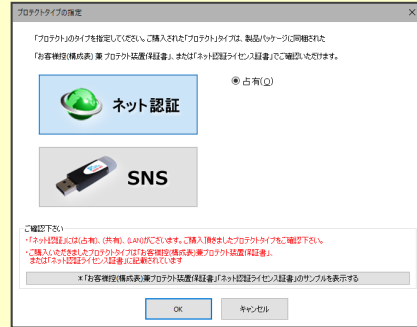 プロテクトタイプの指定
「プロテクト」のタイプを指定してください。ご購入された「プロテクト」タイプは、製品パッケージに同梱された
「お客様控(構成表) 兼 プロテクト装置保証書」、または「ネット認証ライセンス証書」でご確認いただけます。
ネット認証
占有(O)
SNS
ご確認下さい
・「ネット認証」には(占有)、(共有)、(LAN)がございます。ご購入頂きましたプロテクトタイプをご確認下さい。
・ご購入いただきましたプロテクトタイプは「お客様控(構成表)兼プロテクト装置保証書」、
または「ネット認証ライセンス証書」に記載されています
*「お客様控(構成表)兼プロテクト装置保証書」「ネット認証ライセンス証書」のサンプルを表示する
OK
キャンセル